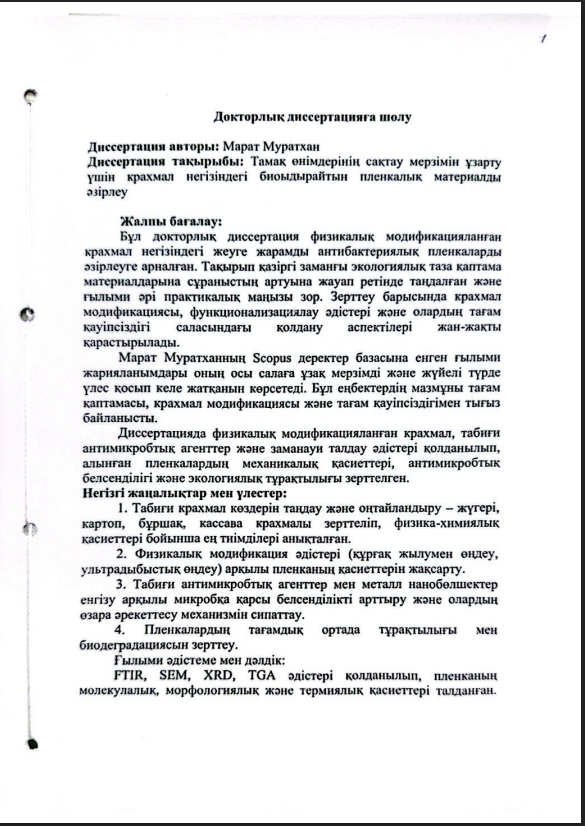 1
Докторлық диссертацияға шолу
Диссертация авторы: Марат Муратхан
Диссертация тақырыбы: Тамақ өнімдерінің сақтау мерзімін ұзарту
үшін крахмал негізіндегі биоыдырайтын пленкалық материалды
әзірлеу
Жалпы бағалау:
Бұл докторлық диссертация физикалық модификацияланған
крахмал негізіндегі жеуге жарамды антибактериялық пленкаларды
әзірлеуге арналған. Тақырып қазіргі заманғы экологиялық таза қаптама
материалдарына сұраныстың артуына жауап ретінде таңдалған және
ғылыми әрі практикалық маңызы зор. Зерттеу барысында крахмал
модификациясы, функционализациялау әдістері және олардың тағам
қауіпсіздігі саласындағы қолдану аспектілері жан-жақты
қарастырылады.
Марат Муратханның Scopus деректер базасына енген ғылыми
жарияланымдары оның осы салаға ұзақ мерзімді және жүйелі түрде
үлес қосып келе жатқанын көрсетеді. Бұл еңбектердің мазмұны тағам
қаптамасы, крахмал модификациясы және тағам қауіпсіздігімен тығыз
байланысты.
Диссертацияда физикалық модификацияланған крахмал, табиғи
антимикробтық агенттер және заманауи талдау әдістері қолданылып,
алынған пленкалардың механикалық қасиеттері, антимикробтық
белсенділігі және экологиялық тұрақтылығы зерттелген.
Негізгі жаңалықтар мен үлестер:
1. Табиғи крахмал көздерін таңдау және оңтайландыру – жүгері,
картоп, бұршақ, кассава крахмалы зерттеліп, физика-химиялық
қасиеттері бойынша ең тиімділері анықталған.
2. Физикалық модификация әдістері (құрғақ жылумен өңдеу,
ультрадыбыстық өңдеу) арқылы пленканың қасиеттерін жақсарту.
3. Табиғи антимикробтық агенттер мен металл нанобөлшектер
енгізу арқылы микробқа қарсы белсенділікті арттыру және олардың
өзара әрекеттесу механизмін сипаттау.
4. Пленкалардың тағамдық ортада тұрақтылығы мен
биодеградациясын зерттеу.
Ғылыми әдістеме мен дәлдік:
FTIR, SEM, XRD, TGA әдістері қолданылып, пленканың
молекулалық, морфологиялық және термиялық қасиеттері талданған.